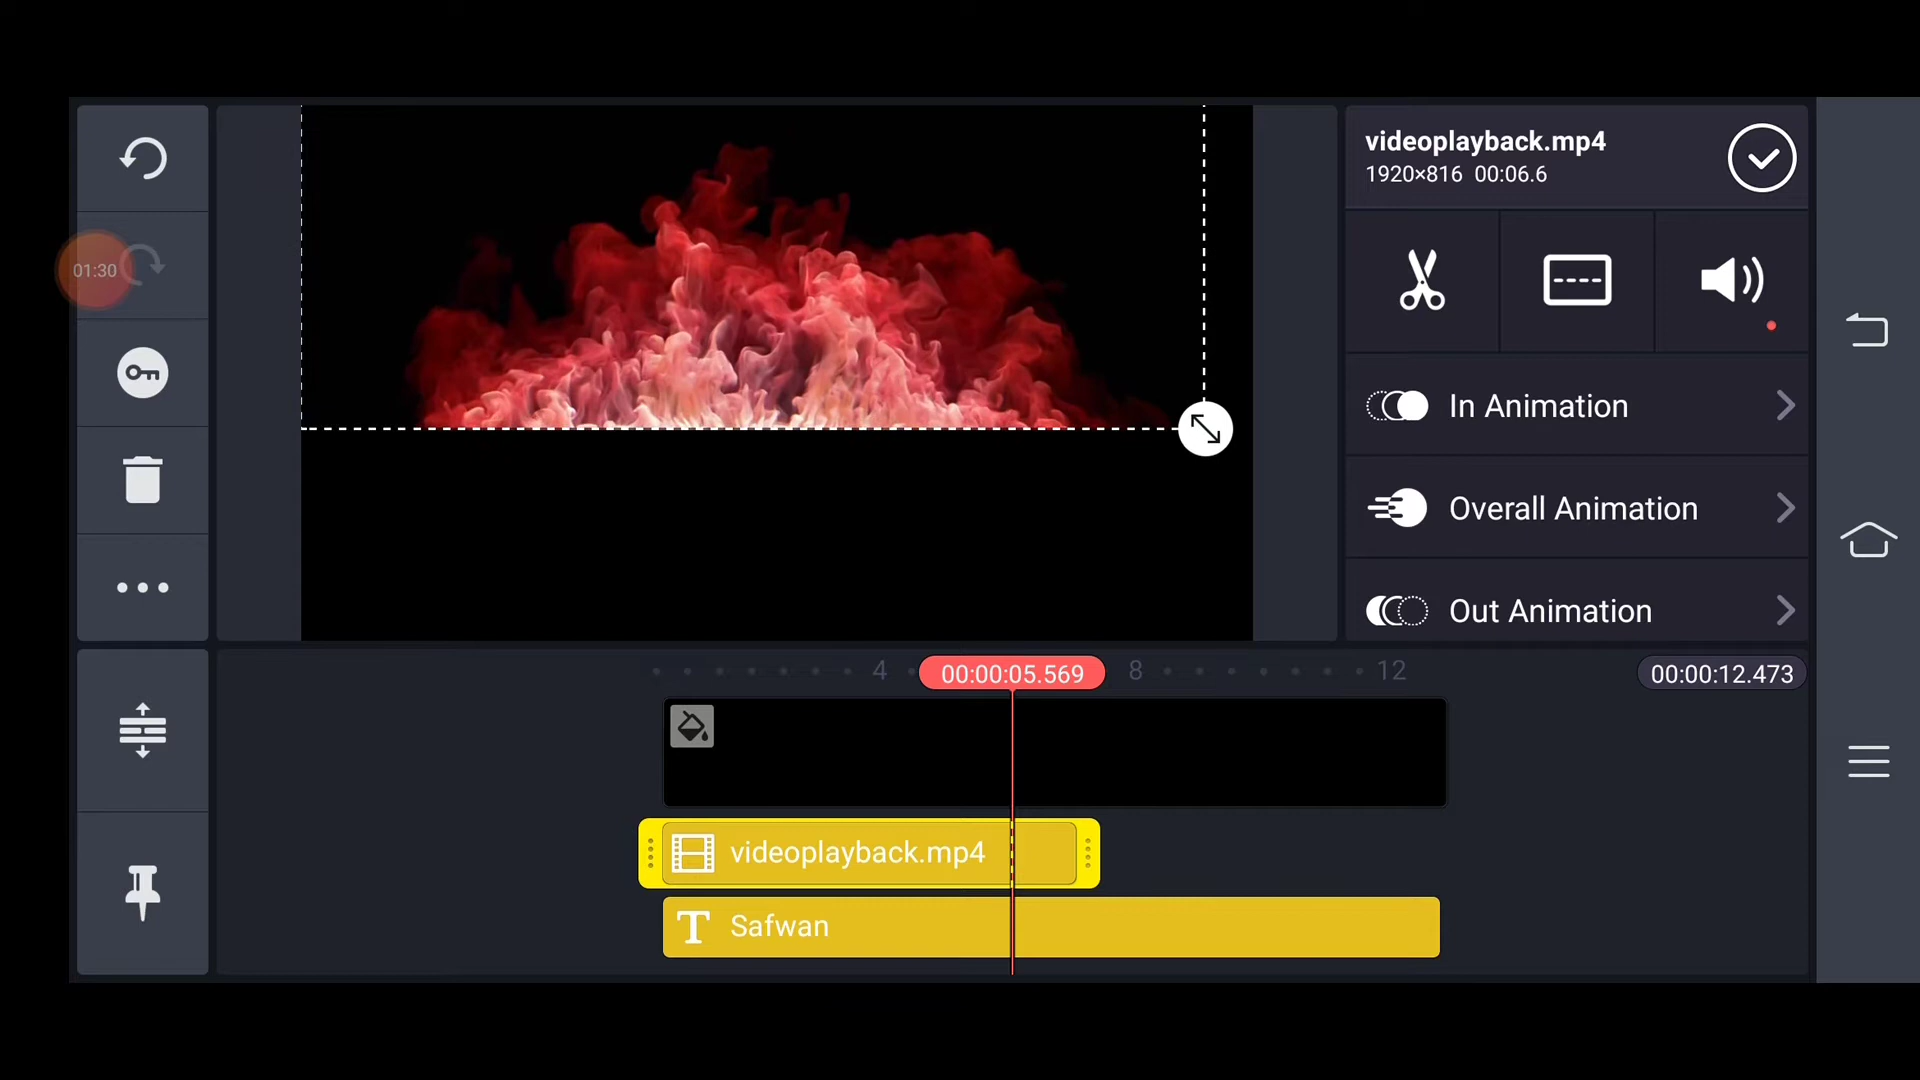 videoplayback.mp4
1920×816 00:06.6
01:30
In Animation
Overall Animation
Out Animation
4 00:00:05.569 8 12 00:00:12.473
videoplayback.mp4
T Safwan